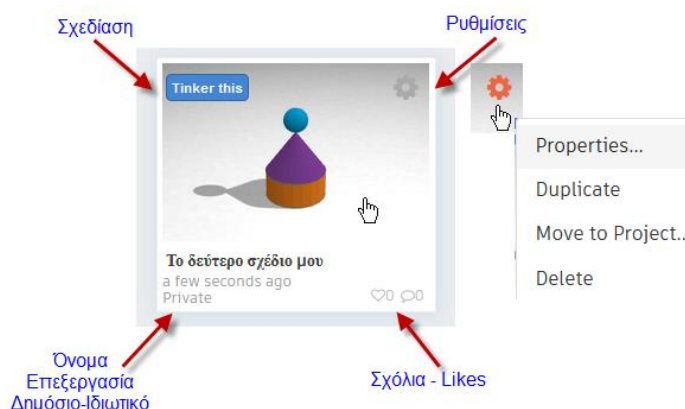 Σχεδίαση
Ρυθμίσεις
Tinker this
Το δεύτερο σχέδιο μου
a few seconds ago
Private
0 0
Properties...
Duplicate
Move to Project..
Delete
Όνομα
Επεξεργασία
Δημόσιο-Ιδιωτικό
Σχόλια - Likes